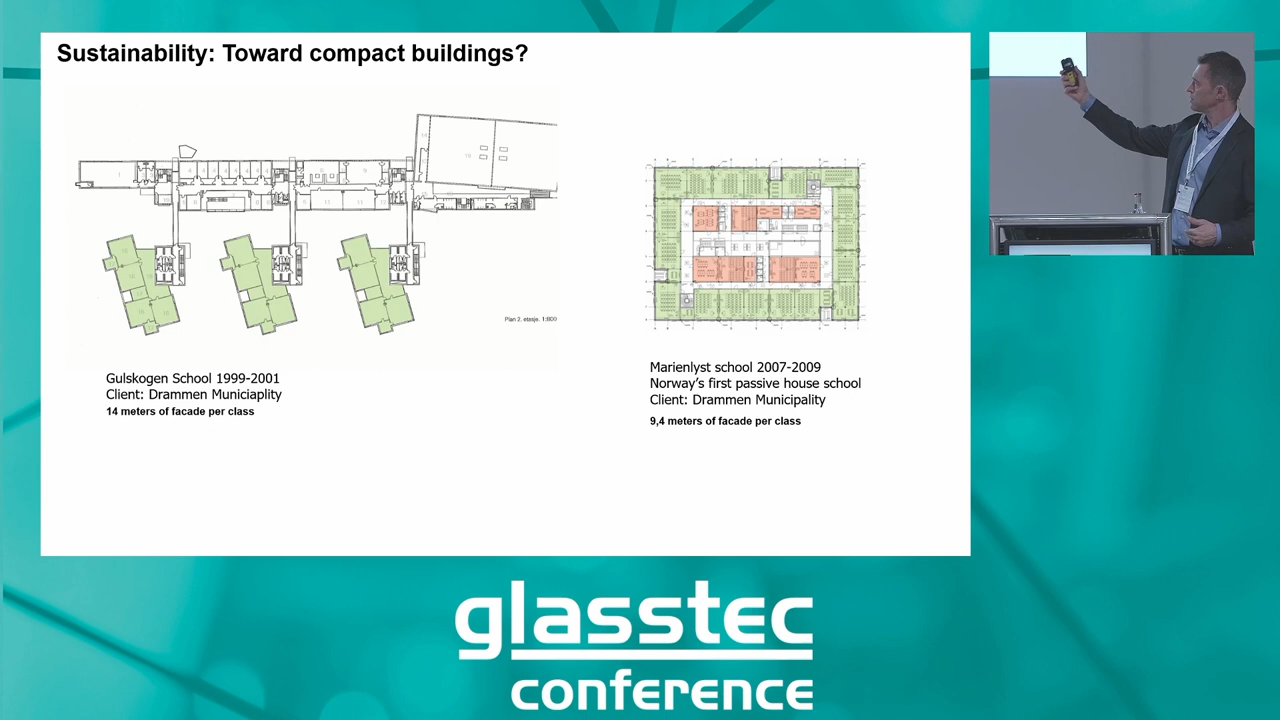 Sustainability: Toward compact buildings?
Plan 2. etasje. 1:800
Gulskogen School 1999-2001
Client: Drammen Municiaplity
14 meters of facade per class
Marienlyst school 2007-2009
Norway's first passive house school
Client: Drammen Municipality
9,4 meters of facade per class
glasstec
conference